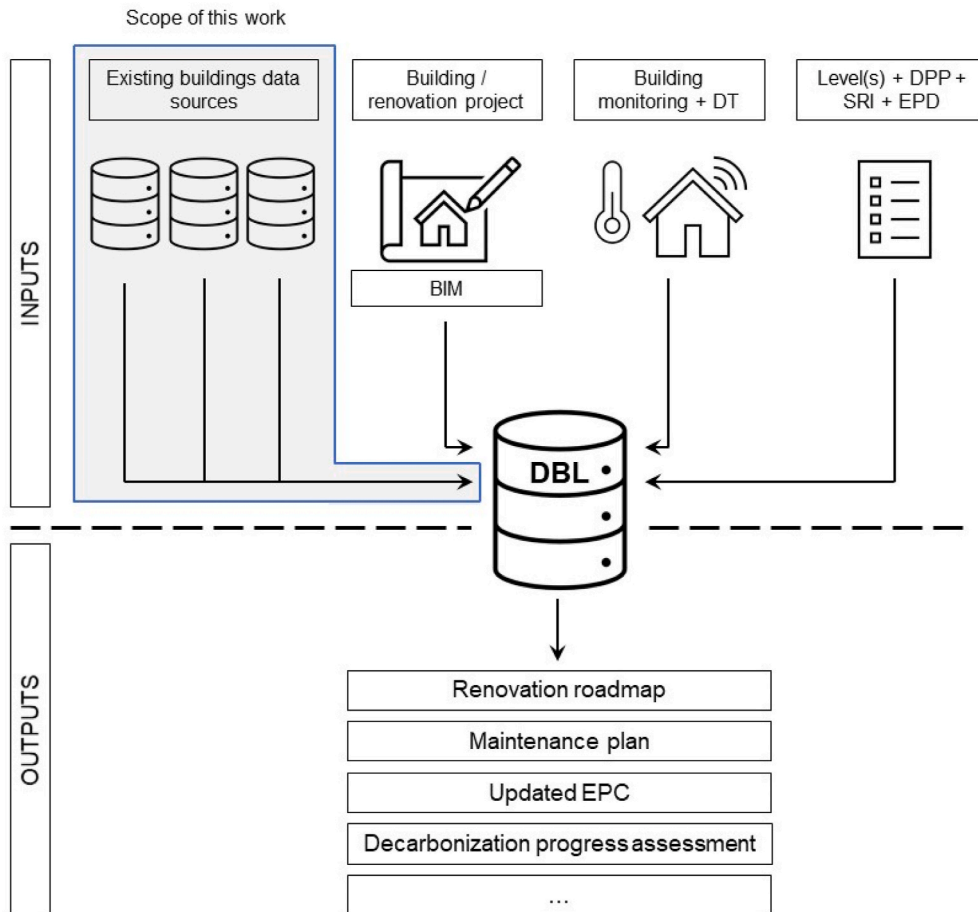 Scope of this work
INPUTS
Existing buildings data
sources
Building /
renovation project
Building
monitoring + DT
Level(s) + DPP +
SRI + EPD
BIM
DBL
OUTPUTS
Renovation roadmap
Maintenance plan
Updated EPC
Decarbonization progress assessment
...